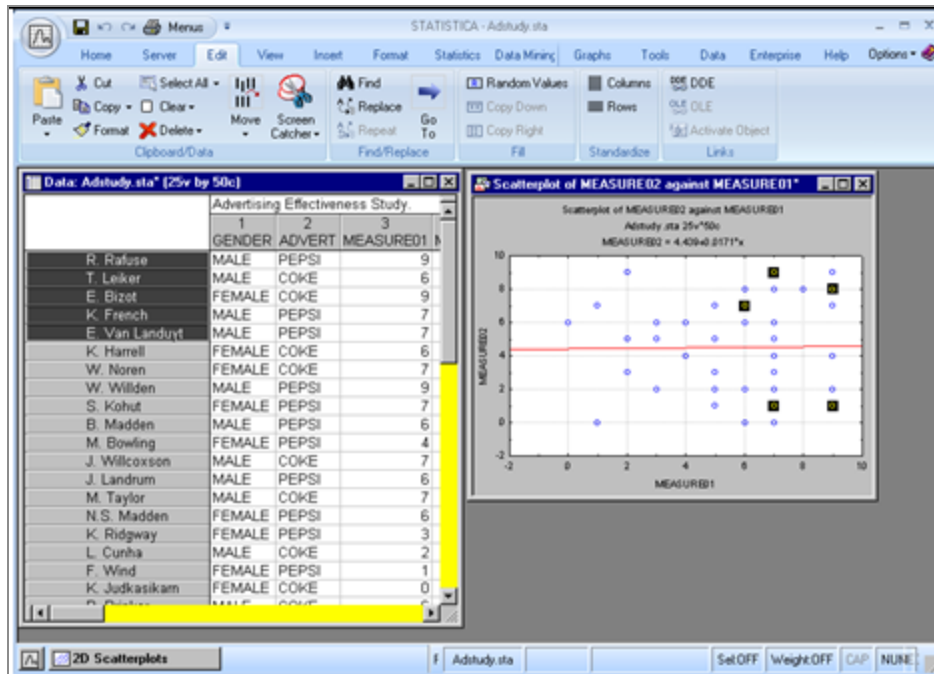 Menus STATISTICA - Adstudy.sta
Home Server Edit View Insert Format Statistics Data Mining Graphs Tools Data Enterprise Help Options
Cut Select All Find Random Values Columns DDE DDE
Copy Clear Replace Copy Down Rows OLE OLE
Paste Format Delete Move Screen Catcher Repeat Go To Copy Right Activate Object
Clipboard/Data Find/Replace Fill Standardize Links
Data: Adstudy.sta* (25v by 50c)
Advertising Effectiveness Study.
1 2 3
GENDER ADVERT MEASURE01
R. Rafuse MALE PEPSI 9
T. Leiker MALE COKE 6
E. Bizot FEMALE COKE 9
K. French MALE PEPSI 7
E. Van Landuyt MALE PEPSI 7
K. Harrell FEMALE COKE 6
W. Noren FEMALE COKE 7
W. Willden MALE PEPSI 9
S. Kohut FEMALE PEPSI 7
B. Madden MALE PEPSI 6
M. Bowling FEMALE PEPSI 4
J. Willcoxson MALE COKE 7
J. Landrum MALE PEPSI 6
M. Taylor MALE COKE 7
N.S. Madden FEMALE PEPSI 6
K. Ridgway FEMALE PEPSI 3
L. Cunha MALE COKE 2
F. Wind FEMALE PEPSI 1
K. Judkasikam FEMALE COKE 0
Scatterplot of MEASURE02 against MEASURE01*
Scatterplot of MEASURE02 against MEASURE01
Adstudy.sta 25v*50c
MEASURE02 = 4.409+0.0171*x
10
8
6
4
2
0
-2
MEASURE02
-2 0 2 4 6 8 10
MEASURE01
2D Scatterplots Adstudy.sta Sel:OFF Weight:OFF CAP NUM